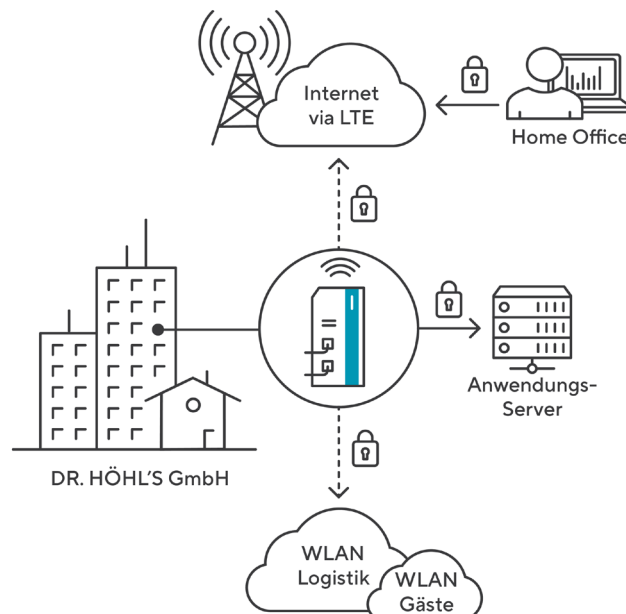 Internet
via LTE
Home Office
Anwendungs-
Server
DR. HÖHL'S GmbH
WLAN
Logistik
WLAN
Gäste